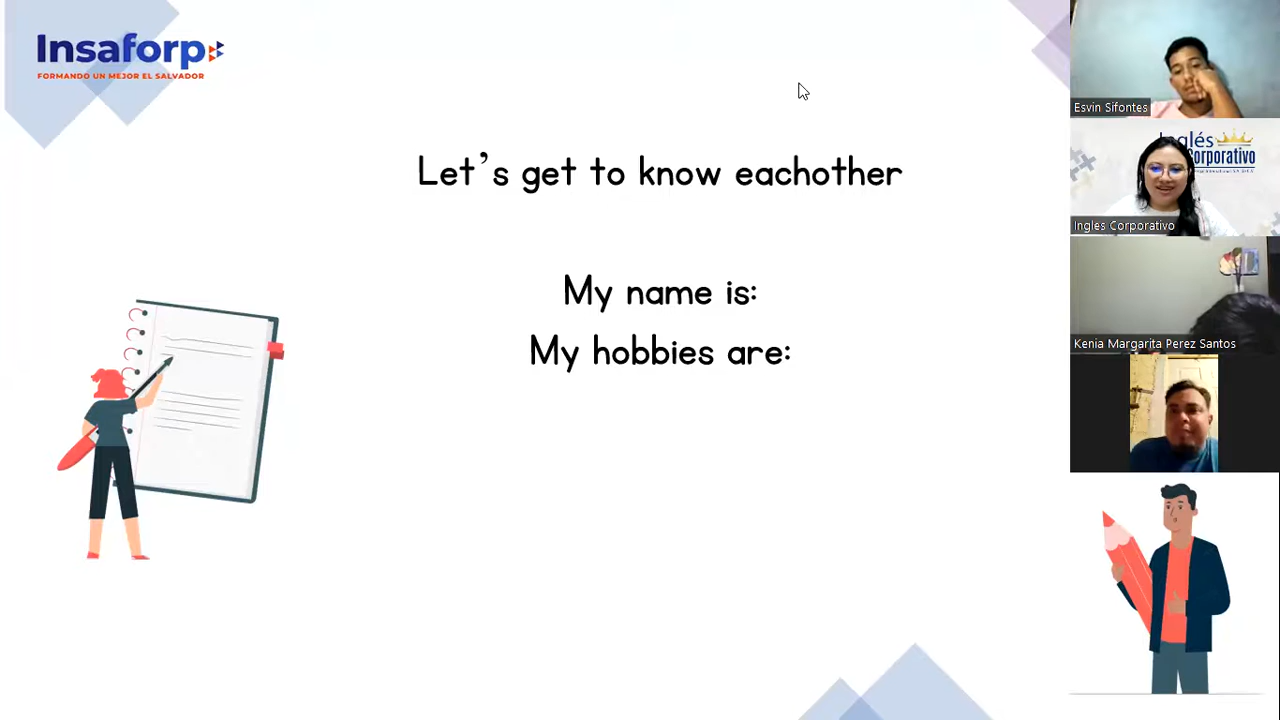 Insaforp
FORMANDO UN MEJOR EL SALVADOR
Let's get to know eachother
My name is:
My hobbies are:
Esvin Sifontes
Inglés
Corporativo
Ingles Corporativo
Kenia Margarita Perez Santos